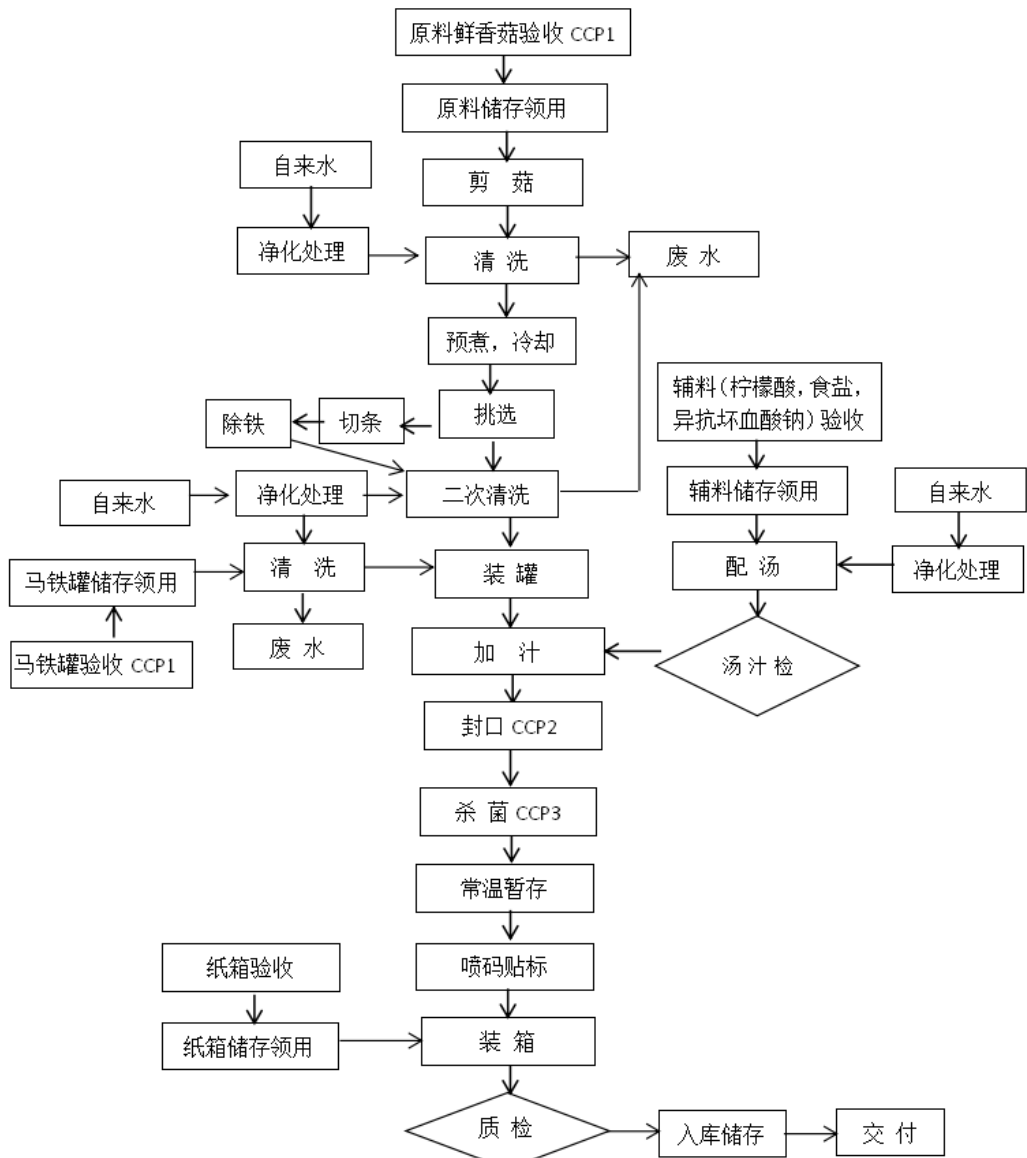 原料鲜香菇验收 CCP1
原料储存领用
自来水
剪 菇
净化处理
清 洗
废 水
预煮，冷却
辅料（柠檬酸，食盐，
异抗坏血酸钠）验收
除铁
切条
挑选
自来水
净化处理
二次清洗
辅料储存领用
自来水
马铁罐储存领用
清 洗
装罐
配汤
净化处理
马铁罐验收 CCP1
废 水
加 汁
汤汁检
封口 CCP2
杀 菌 CCP3
常温暂存
纸箱验收
喷码贴标
纸箱储存领用
装 箱
质 检
入库储存
交 付